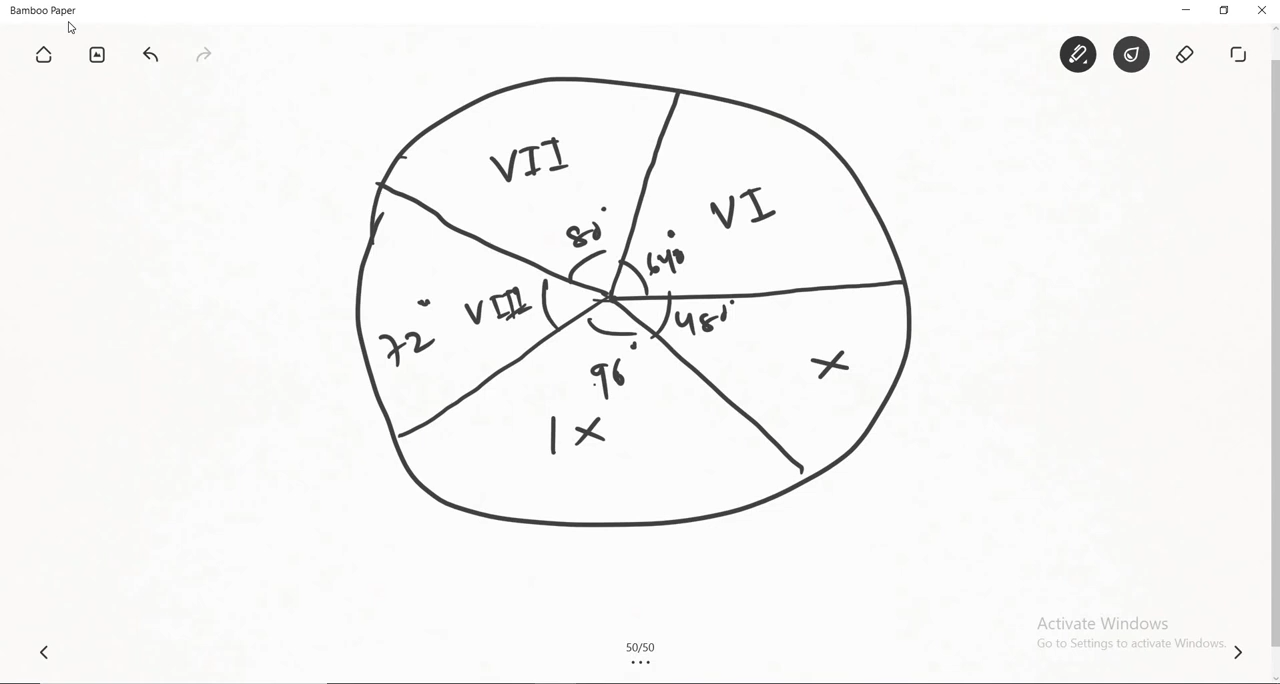 Bamboo Paper
VII
VI
80°
64°
VIII
72°
48°
96°
X
IX
Activate Windows
Go to Settings to activate Windows.
50/50